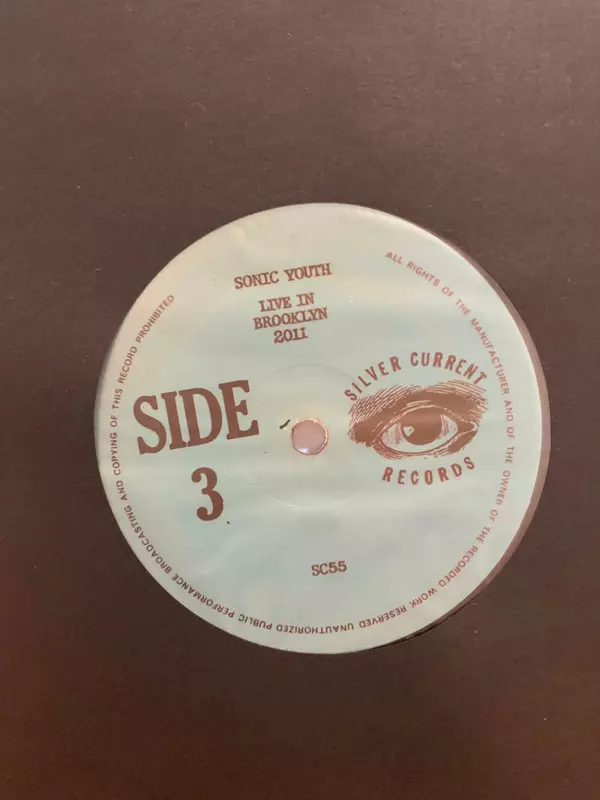 SONIC YOUTH
LIVE IN
BROOKLYN
2011
SIDE
3
SILVER CURRENT
RECORDS
SC55
ALL RIGHTS OF THE MANUFACTURER AND OF THE OWNER OF THE RECORDED WORK RESERVED UNAUTHORIZED PUBLIC PERFORMANCE BROADCASTING AND COPYING OF THIS RECORD PROHIBITED